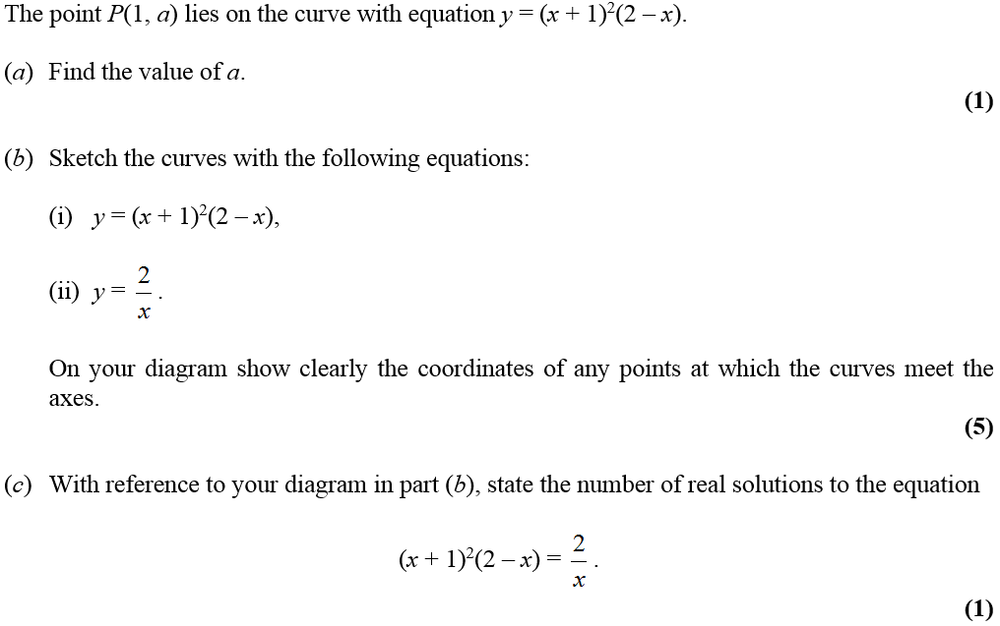 The point P(1, a) lies on the curve with equation y = (x + 1)²(2 – x).
(a) Find the value of a.
(1)
(b) Sketch the curves with the following equations:
(i) y = (x + 1)²(2 – x),
(ii) y = 2/x .
On your diagram show clearly the coordinates of any points at which the curves meet the
axes.
(5)
(c) With reference to your diagram in part (b), state the number of real solutions to the equation
(x + 1)²(2 – x) = 2/x .
(1)